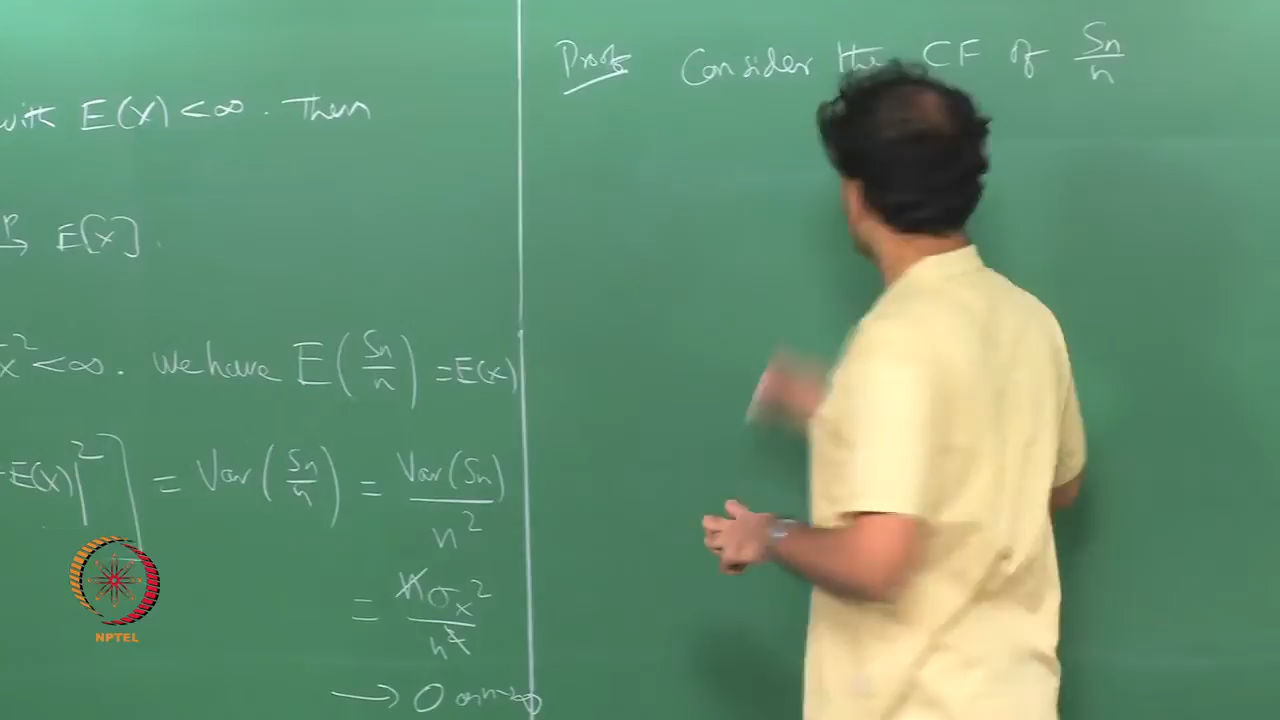 with E(X) < ∞. Then
P→ E[X].
X² < ∞. We have E(Sn/n) = E(X)
-E(X)|²] = Var(Sn/n) = Var(Sn)/n²
= nσx²/n²
→ 0 as n→∞
Proof Consider the CF of Sn/n
NPTEL